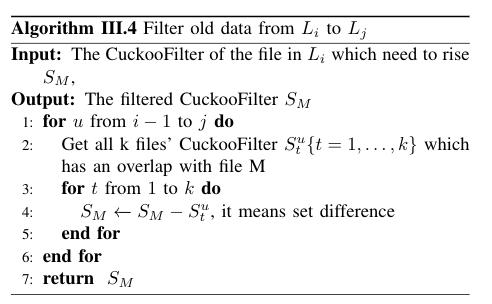 Algorithm III.4 Filter old data from $L_i$ to $L_j$
Input: The CuckooFilter of the file in $L_i$ which need to rise
$S_M$,
Output: The filtered CuckooFilter $S_M$
1: for $u$ from $i-1$ to $j$ do
2: Get all k files' CuckooFilter $S_t^u\{t = 1, \ldots, k\}$ which
has an overlap with file M
3: for $t$ from 1 to $k$ do
4: $S_M \leftarrow S_M - S_t^u$, it means set difference
5: end for
6: end for
7: return $S_M$